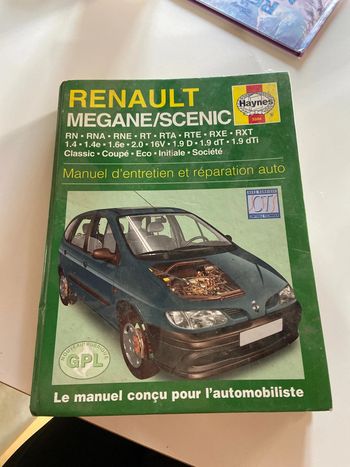 RENAULT
MEGANE/SCENIC
Haynes
RN • RNA • RNE • RT • RTA • RTE • RXE • RXT
1.4 • 1.4e • 1.6e • 2.0 • 16V • 1.9 D • 1.9 dT • 1.9 dTi
Classic • Coupé • Eco • Initiale • Société
Manuel d'entretien et réparation auto
GPL
Le manuel conçu pour l'automobiliste